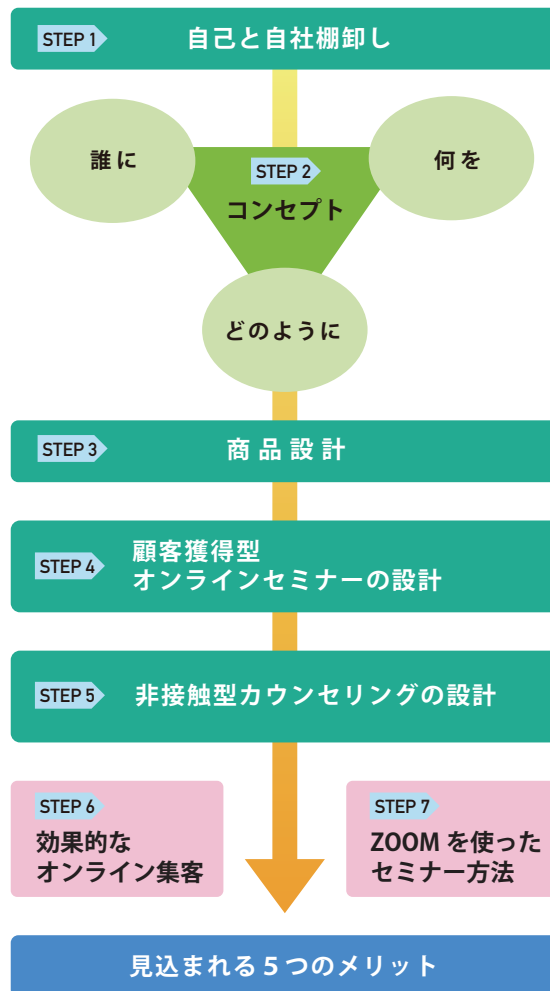 STEP 1
自己と自社棚卸し
誰に
何を
STEP 2
コンセプト
どのように
STEP 3
商品設計
STEP 4
顧客獲得型
オンラインセミナーの設計
STEP 5
非接触型カウンセリングの設計
STEP 6
効果的な
オンライン集客
STEP 7
ZOOM を使った
セミナー方法
見込まれる 5 つのメリット